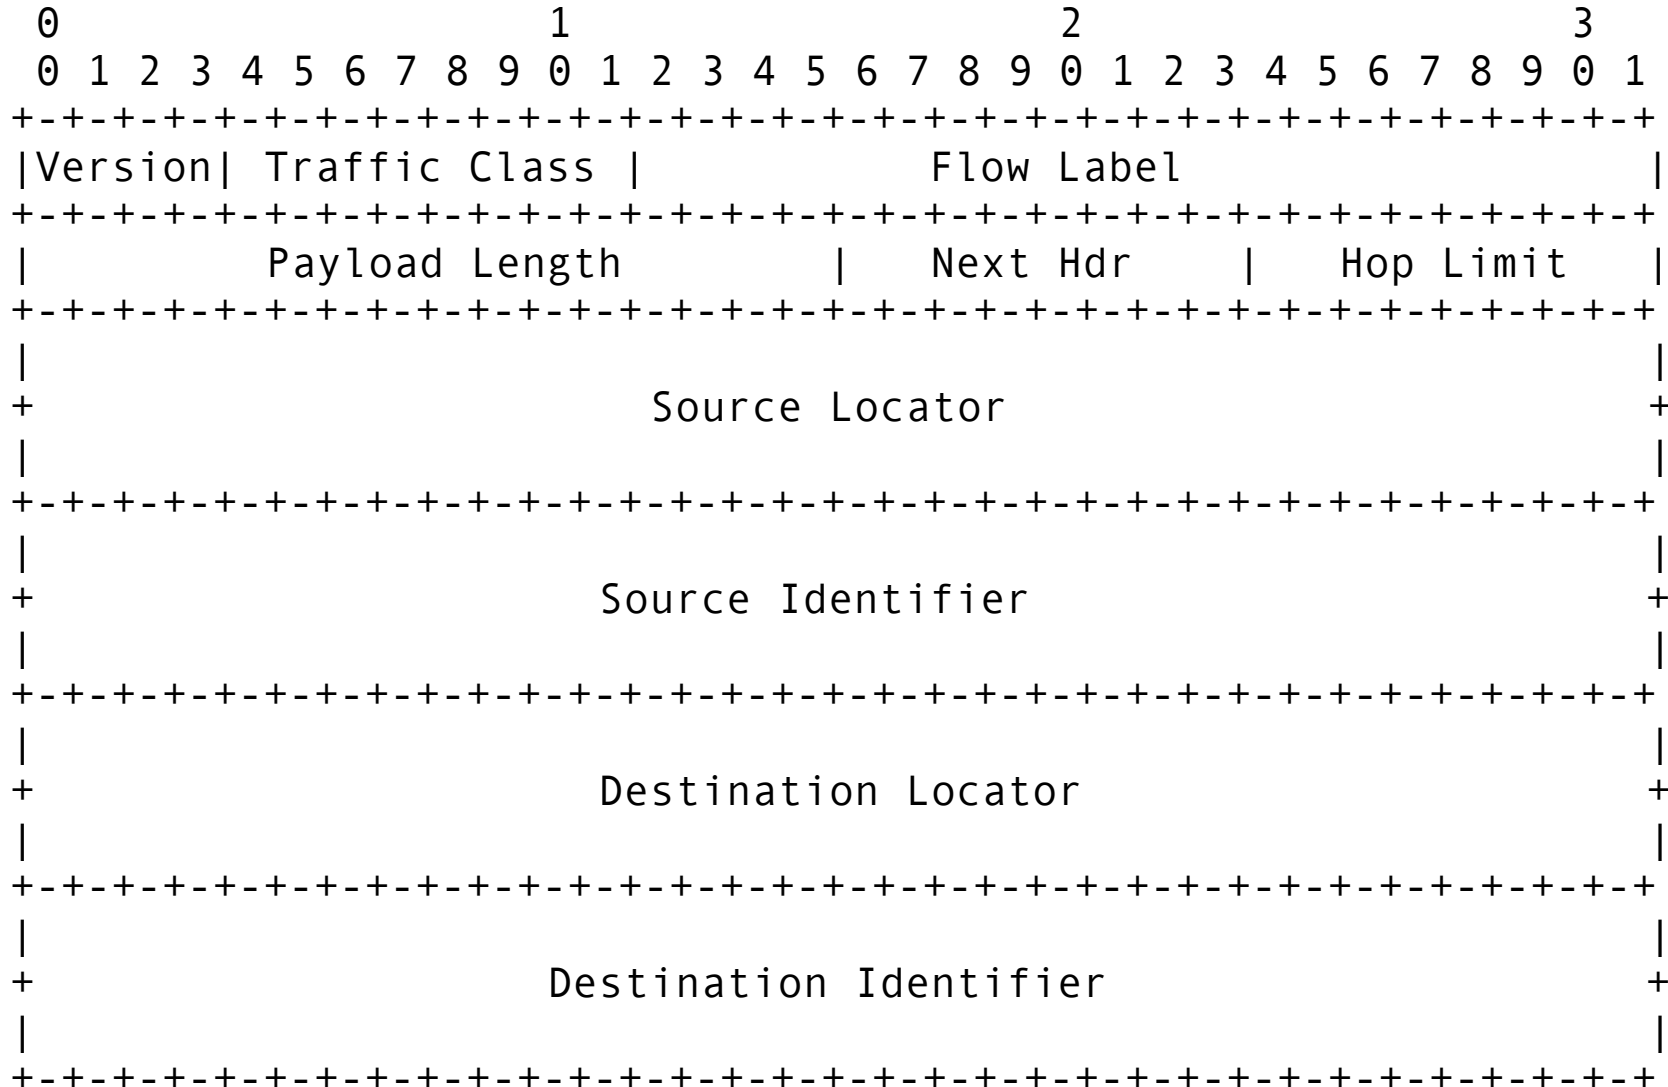 0                   1                   2                   3
 0 1 2 3 4 5 6 7 8 9 0 1 2 3 4 5 6 7 8 9 0 1 2 3 4 5 6 7 8 9 0 1
+-+-+-+-+-+-+-+-+-+-+-+-+-+-+-+-+-+-+-+-+-+-+-+-+-+-+-+-+-+-+-+-+
|Version| Traffic Class |           Flow Label                  |
+-+-+-+-+-+-+-+-+-+-+-+-+-+-+-+-+-+-+-+-+-+-+-+-+-+-+-+-+-+-+-+-+
|         Payload Length        |   Next Hdr    |   Hop Limit   |
+-+-+-+-+-+-+-+-+-+-+-+-+-+-+-+-+-+-+-+-+-+-+-+-+-+-+-+-+-+-+-+-+
|                                                               |
+                        Source Locator                         +
|                                                               |
+-+-+-+-+-+-+-+-+-+-+-+-+-+-+-+-+-+-+-+-+-+-+-+-+-+-+-+-+-+-+-+-+
|                                                               |
+                      Source Identifier                        +
|                                                               |
+-+-+-+-+-+-+-+-+-+-+-+-+-+-+-+-+-+-+-+-+-+-+-+-+-+-+-+-+-+-+-+-+
|                                                               |
+                      Destination Locator                      +
|                                                               |
+-+-+-+-+-+-+-+-+-+-+-+-+-+-+-+-+-+-+-+-+-+-+-+-+-+-+-+-+-+-+-+-+
|                                                               |
+                    Destination Identifier                     +
|                                                               |
+-+-+-+-+-+-+-+-+-+-+-+-+-+-+-+-+-+-+-+-+-+-+-+-+-+-+-+-+-+-+-+-+